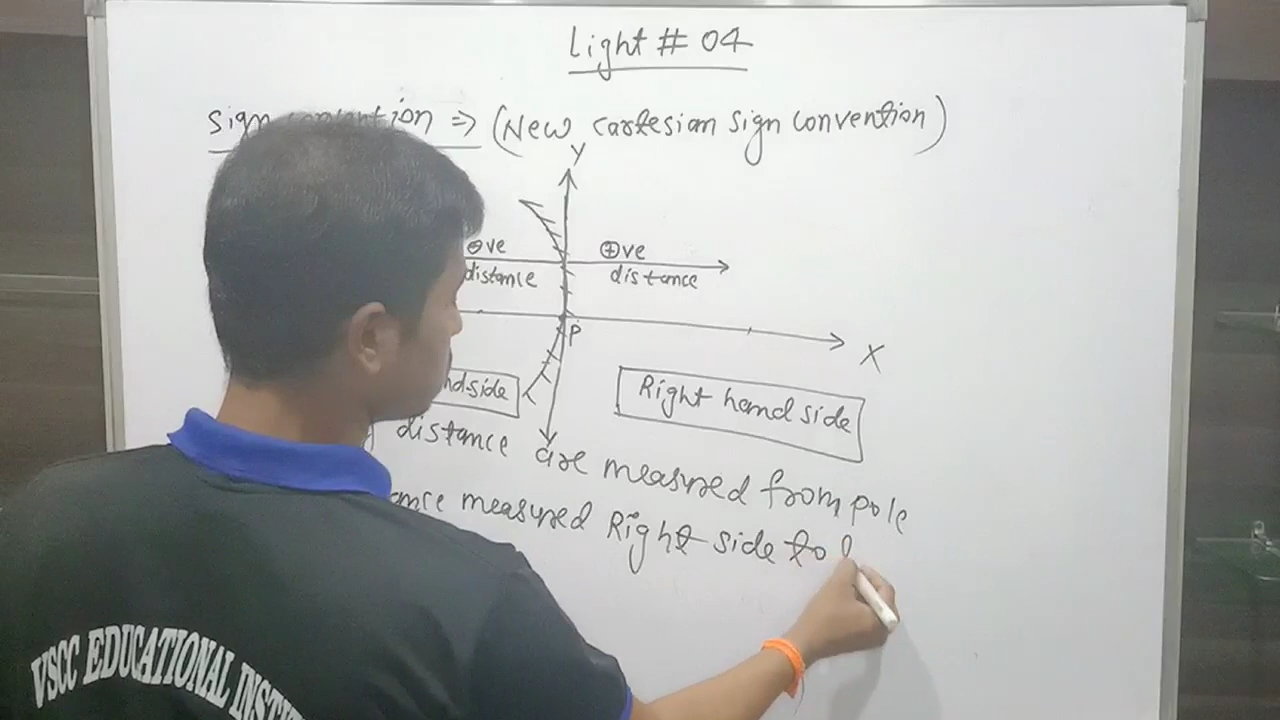 Light # 04
Sign convention => (New Cartesian Sign Convention)
Y
⊖ve ⊕ve
distance distance
P
X
Right hand side
distance are measured from pole
measured Right side to
VSCC EDUCATIONAL